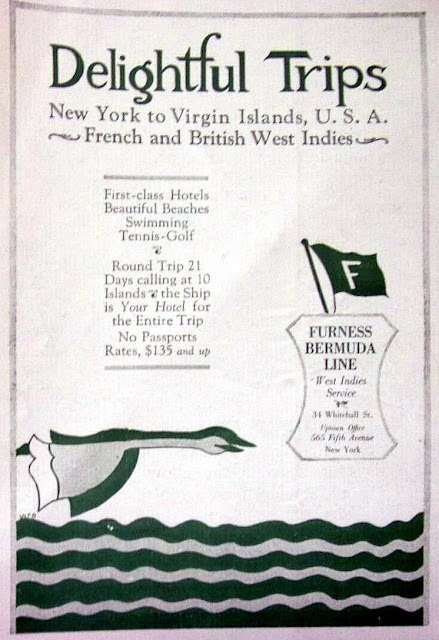 Delightful Trips
New York to Virgin Islands, U. S. A.
French and British West Indies
First-class Hotels
Beautiful Beaches
Swimming
Tennis-Golf
Round Trip 21
Days calling at 10
Islands the Ship
is Your Hotel for
the Entire Trip
No Passports
Rates, $135 and up
F
FURNESS
BERMUDA
LINE
West Indies
Service
34 Whitehall St.
Uptown Office
565 Fifth Avenue
New York